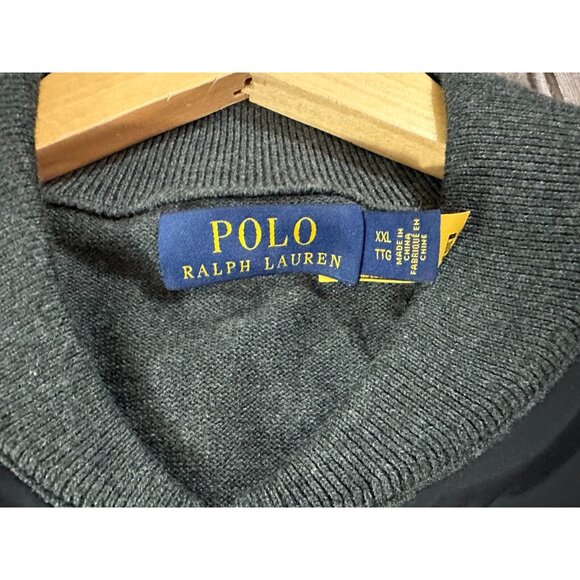 POLO
RALPH LAUREN
XXL
TTG
MADE IN
CHINA
FABRIQUÉ EN
CHINE